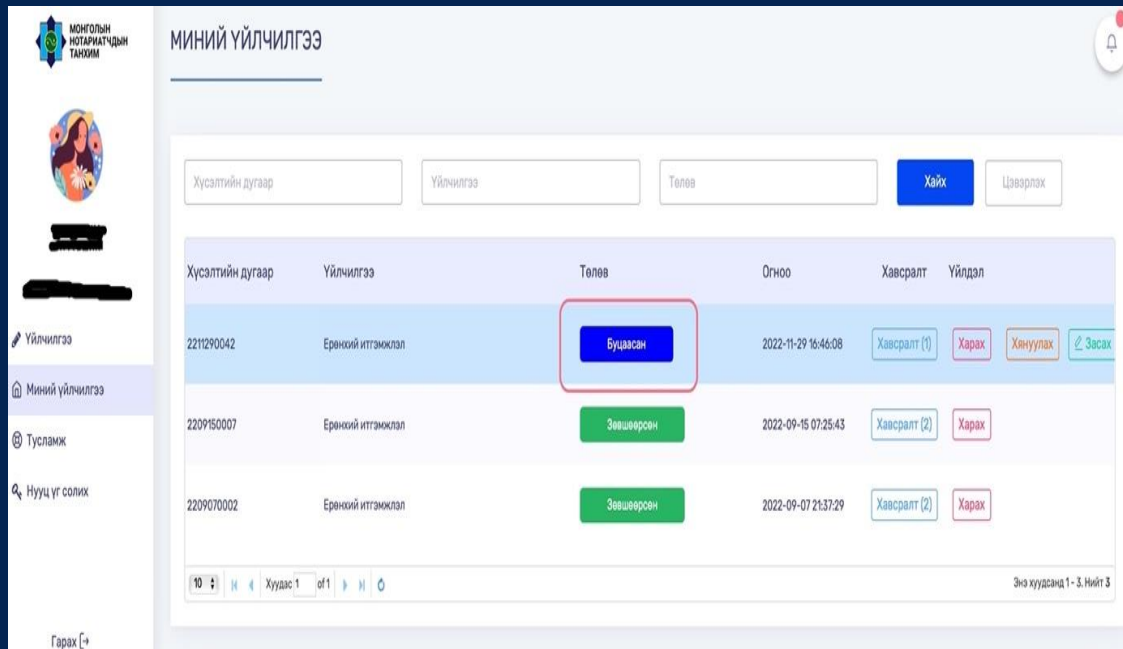 МОНГОЛЫН
НОТАРИАТЧДЫН
ТАНХИМ
МИНИЙ ҮЙЛЧИЛГЭЭ
Үйлчилгээ
Миний үйлчилгээ
Тусламж
Нууц үг солих
Гарах
Хүсэлтийн дугаар Үйлчилгээ Төлөв Хайх Цэвэрлэх
Хүсэлтийн дугаар Үйлчилгээ Төлөв Огноо Хавсралт Үйлдэл
2211290042 Ерөнхий итгэмжлэл Буцаасан 2022-11-29 16:46:08 Хавсралт (1) Харах Хянуулах Засах
2209150007 Ерөнхий итгэмжлэл Зөвшөөрсөн 2022-09-15 07:25:43 Хавсралт (2) Харах
2209070002 Ерөнхий итгэмжлэл Зөвшөөрсөн 2022-09-07 21:37:29 Хавсралт (2) Харах
10 Хуудас 1 of 1 Энэ хуудсанд 1 - 3. Нийт 3